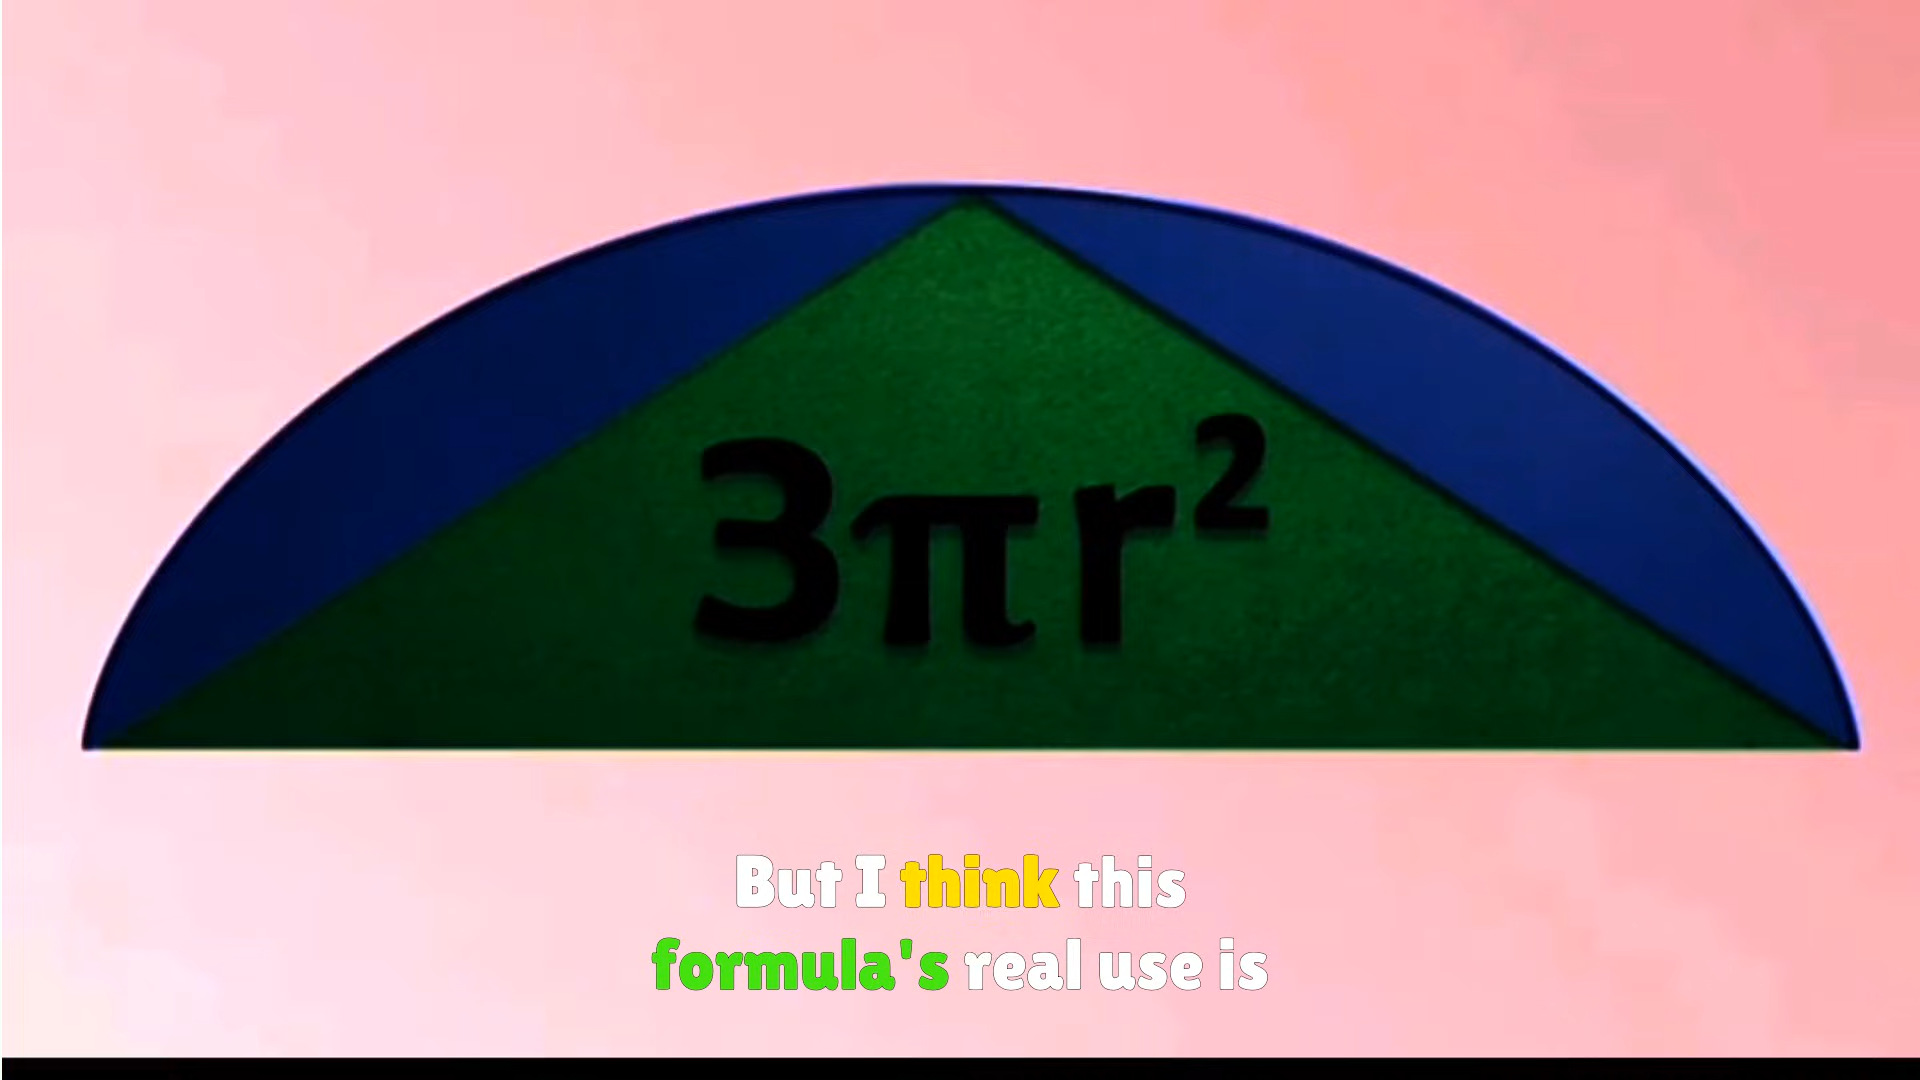 3πr²
But I think this
formula's real use is